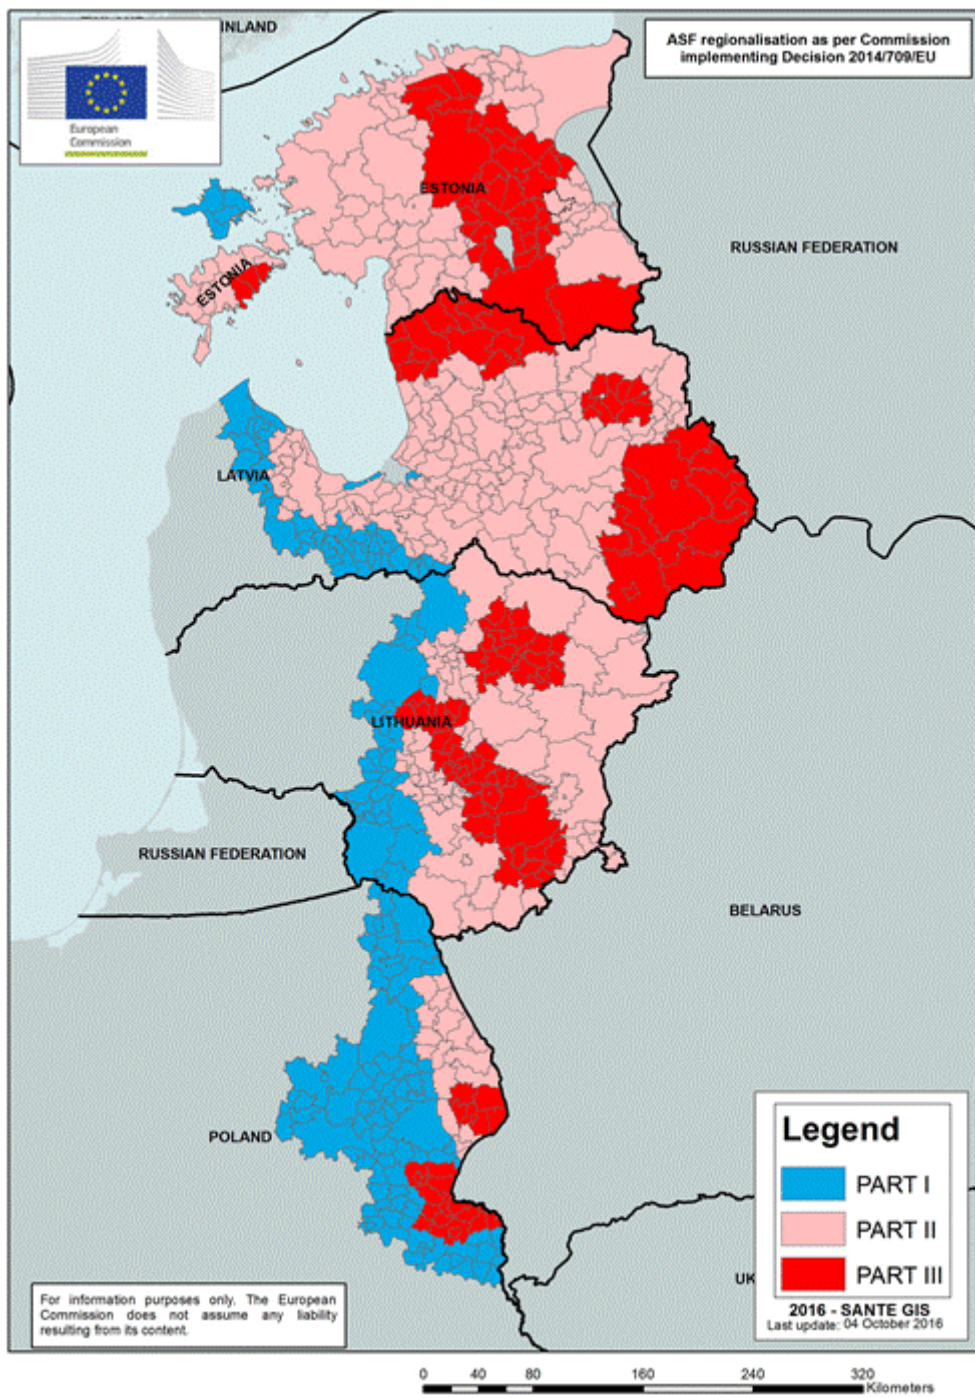 INLAND
ASF regionalisation as per Commission
implementing Decision 2014/709/EU
European
Commission
ESTONIA
RUSSIAN FEDERATION
ESTONIA
LATVIA
LITHUANIA
RUSSIAN FEDERATION
BELARUS
POLAND
Legend
PART I
PART II
PART III
UK
2016 - SANTE GIS
Last update: 04 October 2016
For information purposes only. The European
Commission does not assume any liability
resulting from its content.
0 40 80 160 240 320
Kilometers